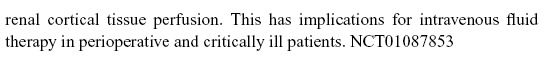 renal cortical tissue perfusion. This has implications for intravenous fluid
therapy in perioperative and critically ill patients. NCT01087853